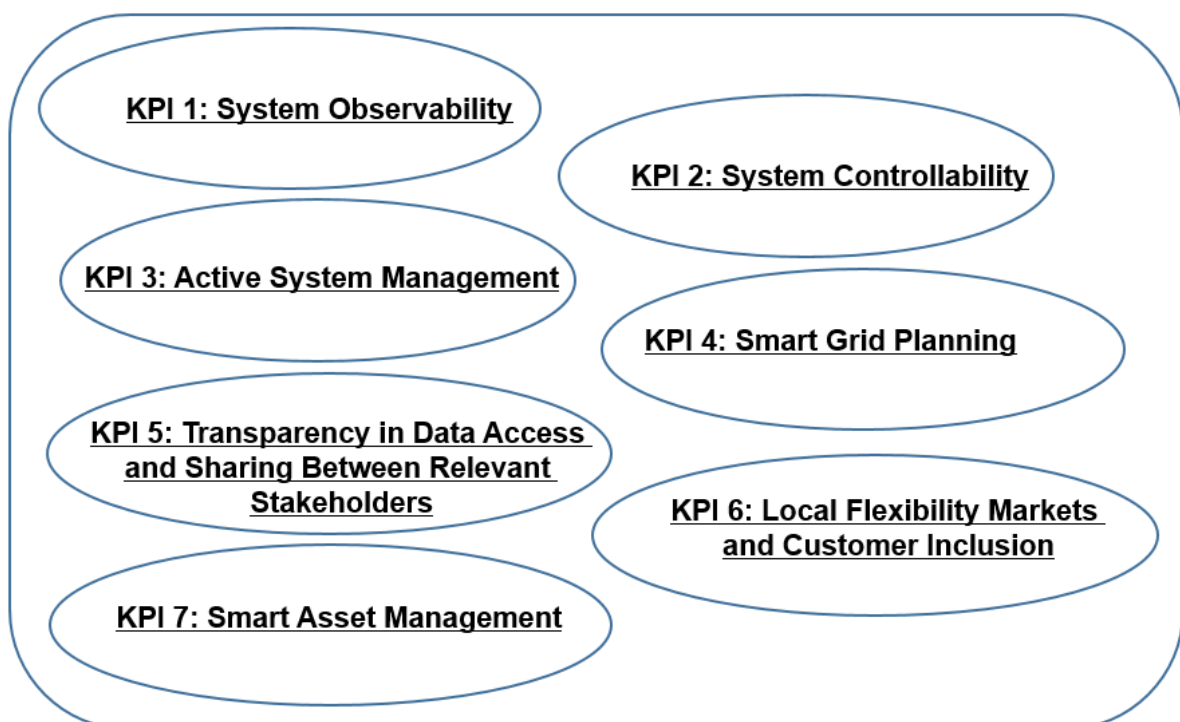 KPI 1: System Observability
KPI 2: System Controllability
KPI 3: Active System Management
KPI 4: Smart Grid Planning
KPI 5: Transparency in Data Access
and Sharing Between Relevant
Stakeholders
KPI 6: Local Flexibility Markets
and Customer Inclusion
KPI 7: Smart Asset Management